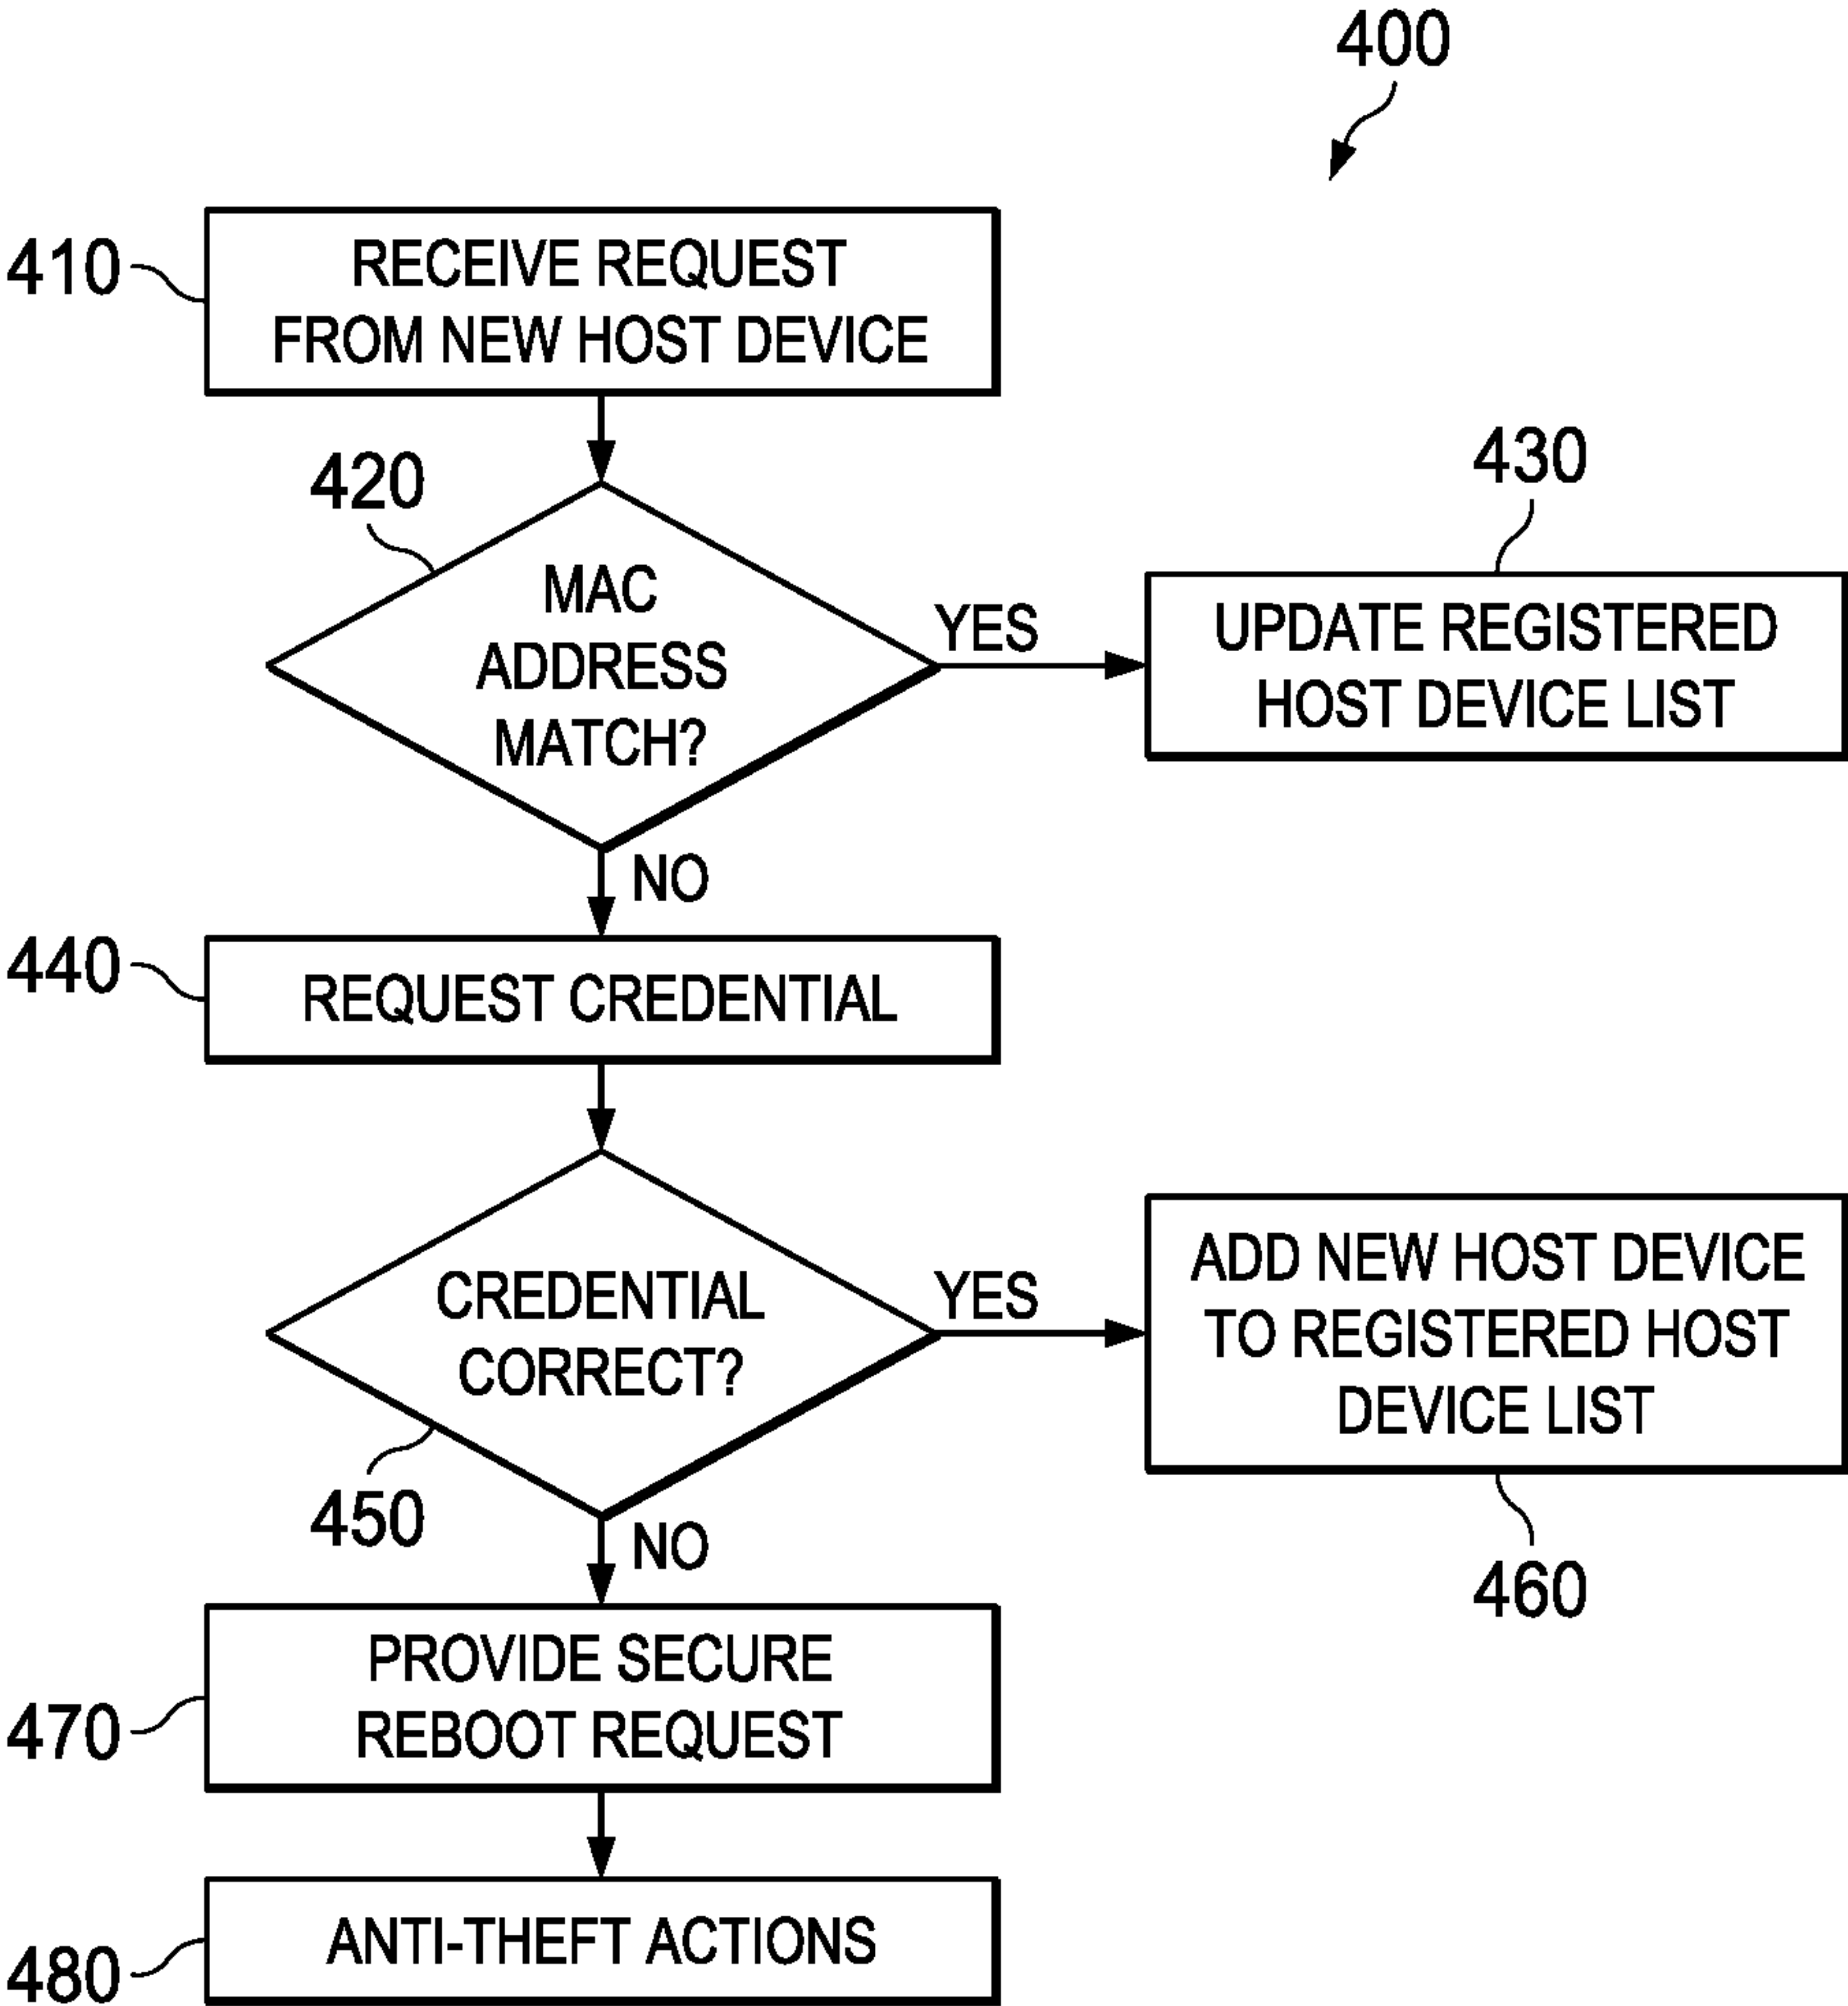 400
410
RECEIVE REQUEST
FROM NEW HOST DEVICE
420
MAC
ADDRESS
MATCH?
YES
430
UPDATE REGISTERED
HOST DEVICE LIST
NO
440
REQUEST CREDENTIAL
CREDENTIAL
CORRECT?
450
YES
ADD NEW HOST DEVICE
TO REGISTERED HOST
DEVICE LIST
460
NO
PROVIDE SECURE
REBOOT REQUEST
470
ANTI-THEFT ACTIONS
480